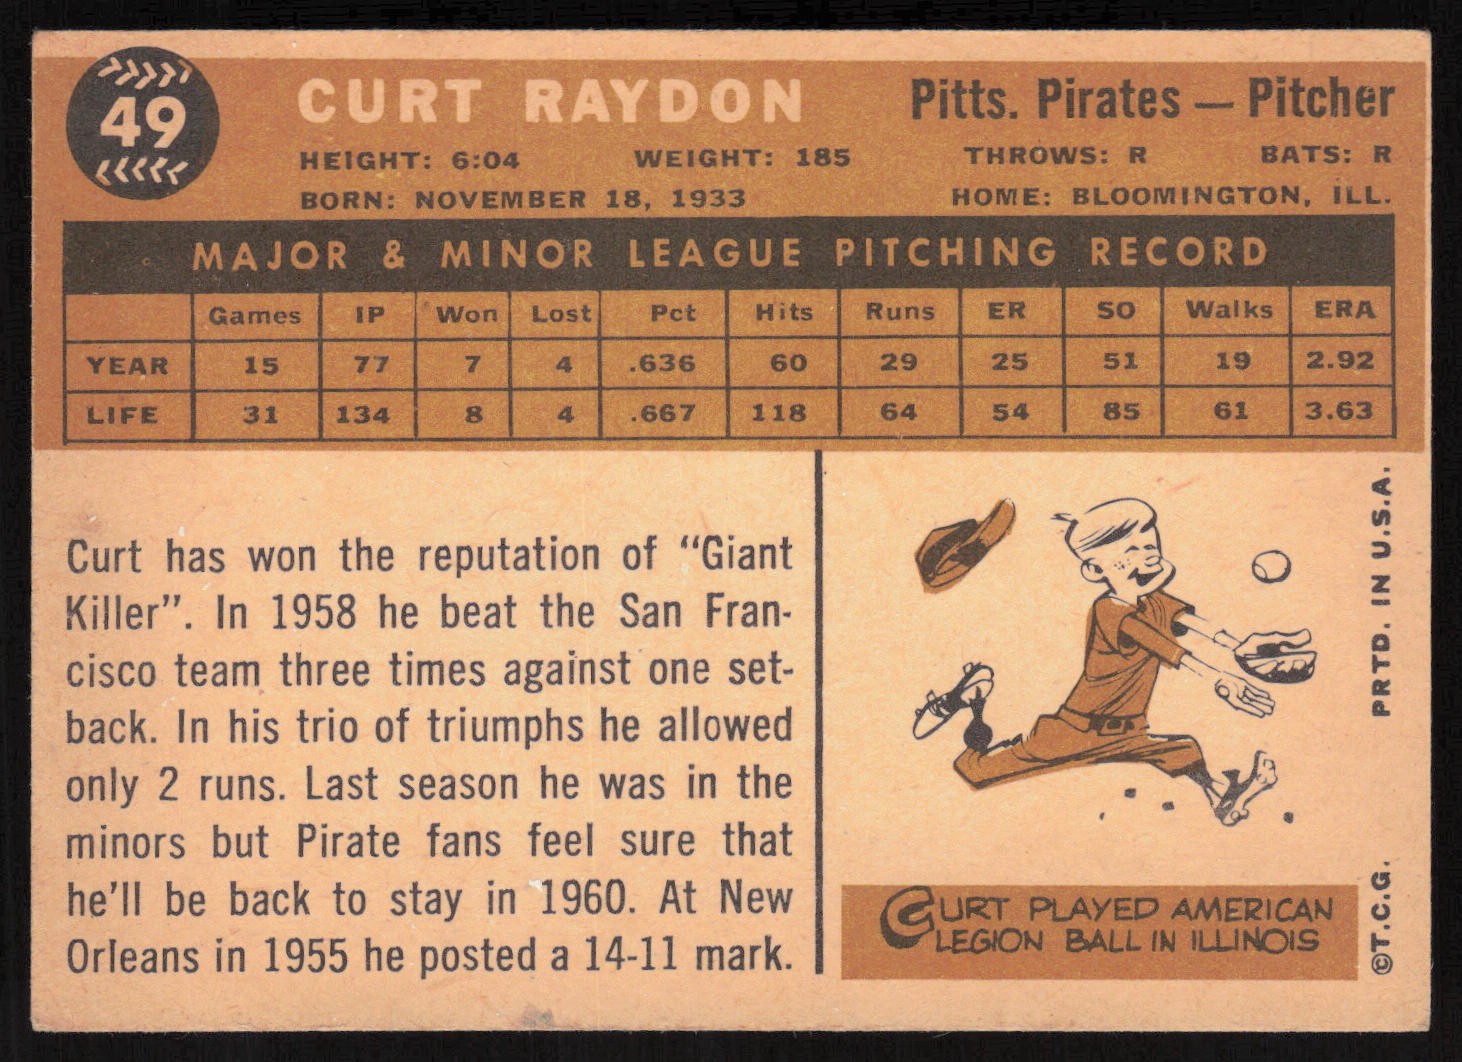 49
CURT RAYDON
Pitts. Pirates — Pitcher
HEIGHT: 6:04 WEIGHT: 185 THROWS: R BATS: R
BORN: NOVEMBER 18, 1933 HOME: BLOOMINGTON, ILL.
MAJOR & MINOR LEAGUE PITCHING RECORD
Games IP Won Lost Pct Hits Runs ER SO Walks ERA
YEAR 15 77 7 4 .636 60 29 25 51 19 2.92
LIFE 31 134 8 4 .667 118 64 54 85 61 3.63
Curt has won the reputation of “Giant
Killer”. In 1958 he beat the San Fran-
cisco team three times against one set-
back. In his trio of triumphs he allowed
only 2 runs. Last season he was in the
minors but Pirate fans feel sure that
he'll be back to stay in 1960. At New
Orleans in 1955 he posted a 14-11 mark.
CURT PLAYED AMERICAN
LEGION BALL IN ILLINOIS
©T.C.G. PRTD. IN U.S.A.